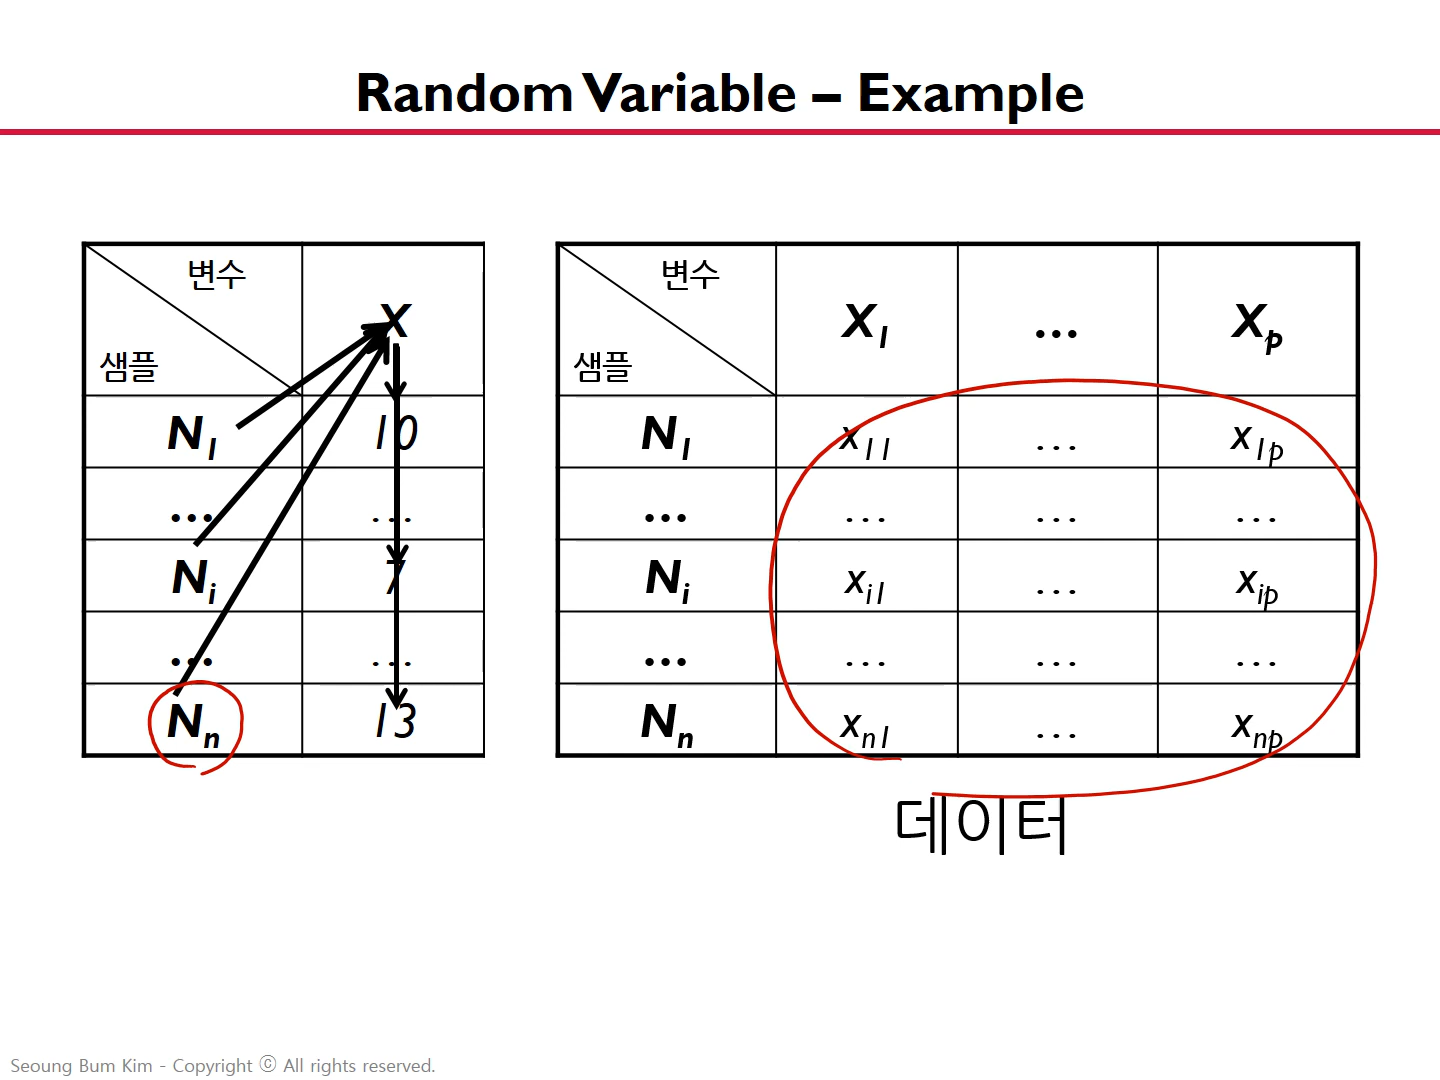 Random Variable – Example
변수 X
샘플
N1 10
... ...
Ni 7
... ...
Nn 13
변수 X1 ... Xp
샘플
N1 x11 ... x1p
... ... ... ...
Ni xi1 ... xip
... ... ... ...
Nn xn1 ... xnp
데이터
Seoung Bum Kim - Copyright ⓒ All rights reserved.